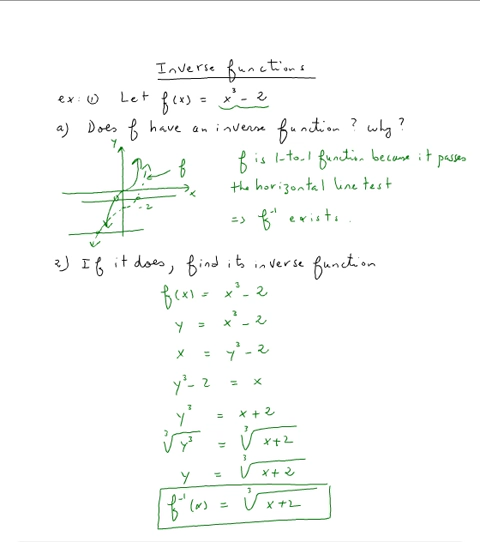 Inverse functions
ex: ① Let f(x) = x³ - 2
a) Does f have an inverse function? why?
y
f
x
-2
f is 1-to-1 function because it passes
the horizontal line test
=> f⁻¹ exists.
2) If it does, find its inverse function
f(x) = x³ - 2
y = x³ - 2
x = y³ - 2
y³ - 2 = x
y³ = x + 2
∛y³ = ∛x+2
y = ∛x+2
f⁻¹(x) = ∛x+2